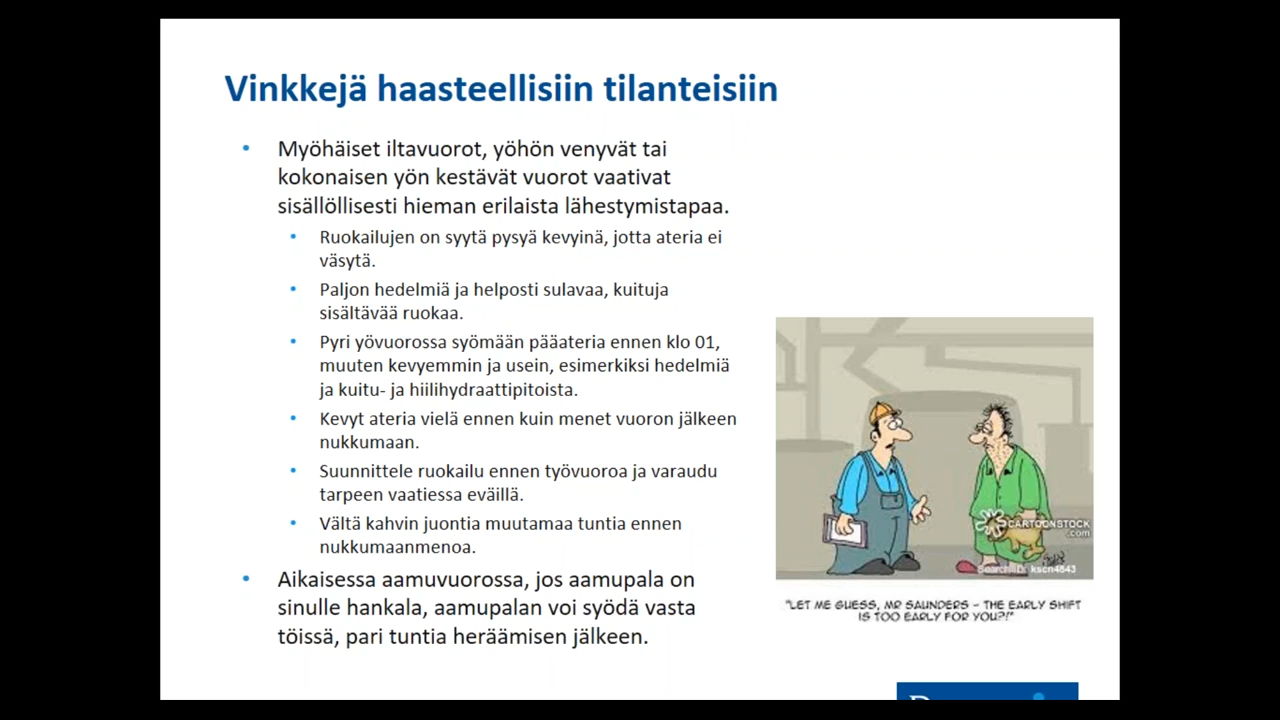 Vinkkejä haasteellisiin tilanteisiin
• Myöhäiset iltavuorot, yöhön venyvät tai
kokonaisen yön kestävät vuorot vaativat
sisällöllisesti hieman erilaista lähestymistapaa.
• Ruokailujen on syytä pysyä kevyinä, jotta ateria ei
väsytä.
• Paljon hedelmiä ja helposti sulavaa, kuituja
sisältävää ruokaa.
• Pyri yövuorossa syömään pääateria ennen klo 01,
muuten kevyemmin ja usein, esimerkiksi hedelmiä
ja kuitu- ja hiilihydraattipitoista.
• Kevyt ateria vielä ennen kuin menet vuoron jälkeen
nukkumaan.
• Suunnittele ruokailu ennen työvuoroa ja varaudu
tarpeen vaatiessa eväillä.
• Vältä kahvin juontia muutamaa tuntia ennen
nukkumaanmenoa.
• Aikaisessa aamuvuorossa, jos aamupala on
sinulle hankala, aamupalan voi syödä vasta
töissä, pari tuntia heräämisen jälkeen.
CARTOONSTOCK
.com
Search ID: kscn4843
"LET ME GUESS, MR SAUNDERS – THE EARLY SHIFT
IS TOO EARLY FOR YOU?!"